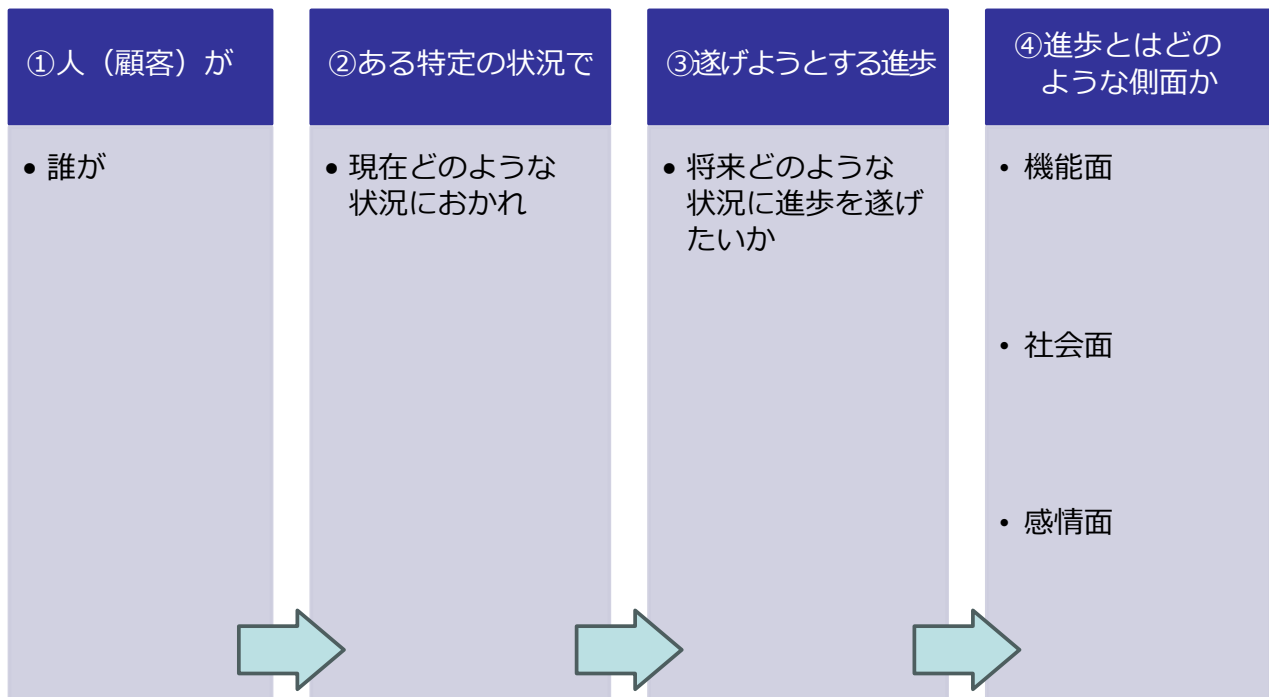 ①人（顧客）が
• 誰が
②ある特定の状況で
• 現在どのような
状況におかれ
③遂げようとする進歩
• 将来どのような
状況に進歩を遂げ
たいか
④進歩とはどの
ような側面か
• 機能面
• 社会面
• 感情面